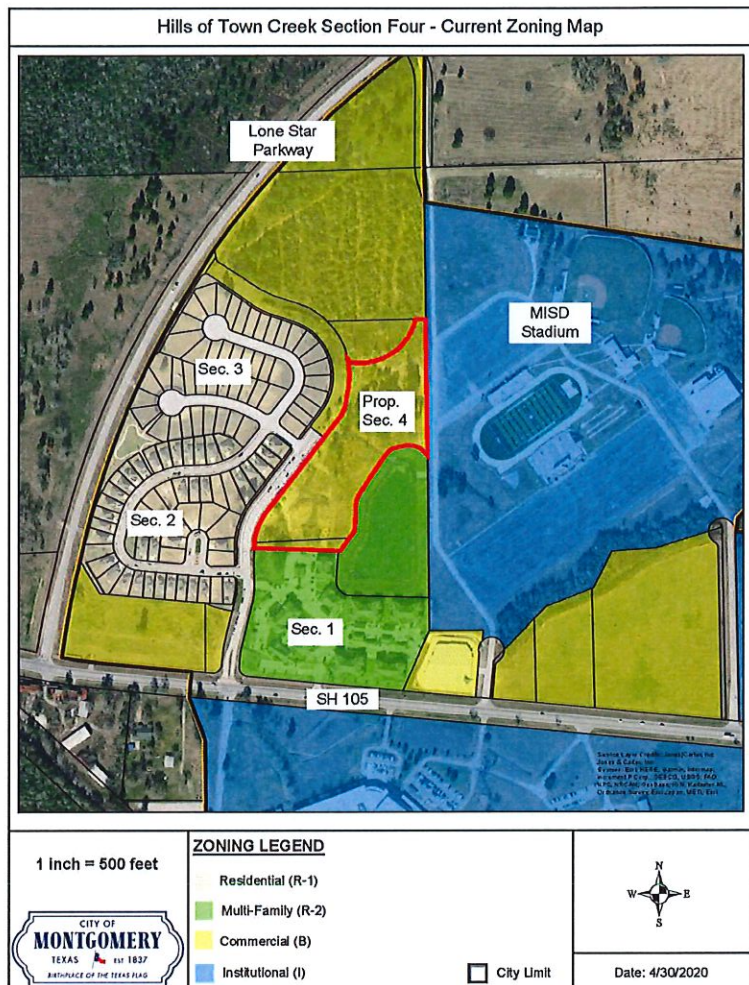 Hills of Town Creek Section Four - Current Zoning Map
Lone Star
Parkway
MISD
Stadium
Sec. 3
Prop.
Sec. 4
Sec. 2
Sec. 1
SH 105
1 inch = 500 feet
CITY OF
MONTGOMERY
TEXAS EST 1837
BIRTHPLACE OF THE TEXAS FLAG
ZONING LEGEND
Residential (R-1)
Multi-Family (R-2)
Commercial (B)
Institutional (I)
City Limit
N
W E
S
Date: 4/30/2020